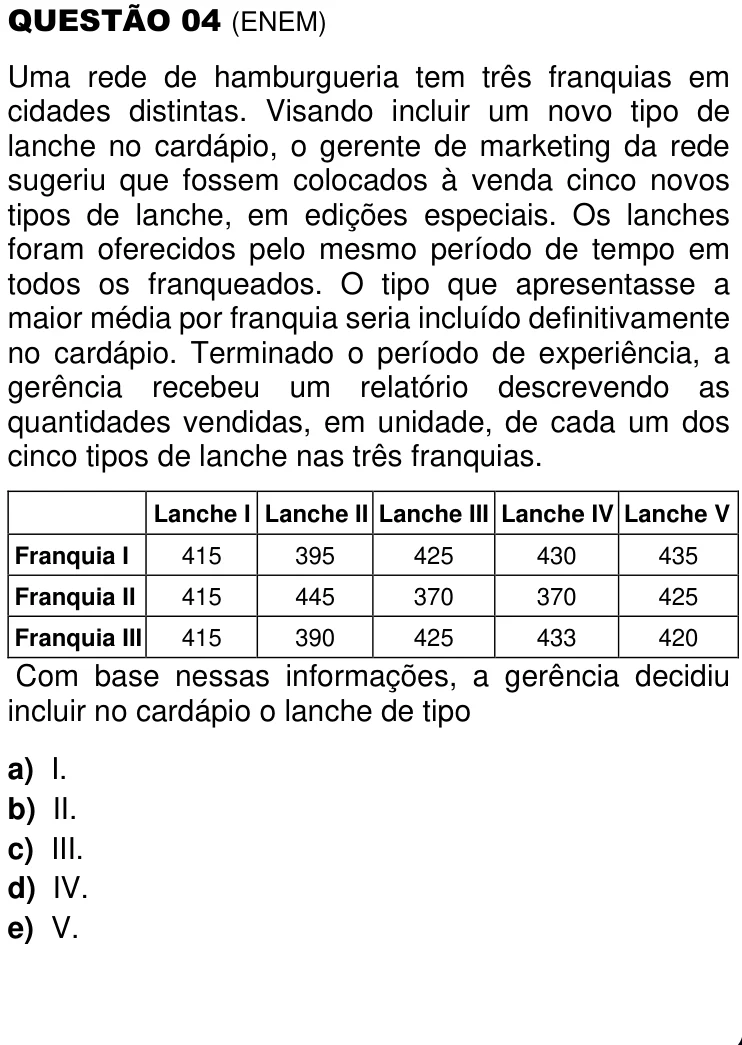 QUESTÃO 04 (ENEM)
Uma rede de hamburgueria tem três franquias em
cidades distintas. Visando incluir um novo tipo de
lanche no cardápio, o gerente de marketing da rede
sugeriu que fossem colocados à venda cinco novos
tipos de lanche, em edições especiais. Os lanches
foram oferecidos pelo mesmo período de tempo em
todos os franqueados. O tipo que apresentasse a
maior média por franquia seria incluído definitivamente
no cardápio. Terminado o período de experiência, a
gerência recebeu um relatório descrevendo as
quantidades vendidas, em unidade, de cada um dos
cinco tipos de lanche nas três franquias.
Lanche I Lanche II Lanche III Lanche IV Lanche V
Franquia I 415 395 425 430 435
Franquia II 415 445 370 370 425
Franquia III 415 390 425 433 420
Com base nessas informações, a gerência decidiu
incluir no cardápio o lanche de tipo
a) I.
b) II.
c) III.
d) IV.
e) V.